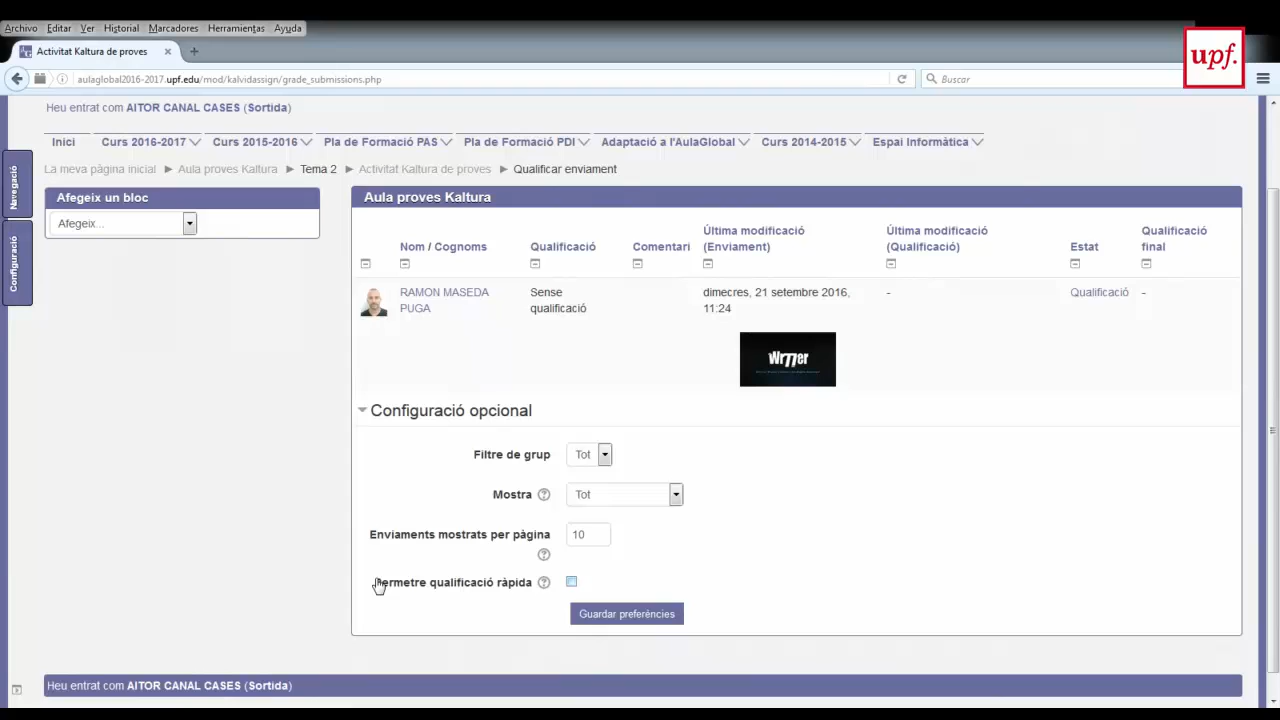 Archivo Editar Ver Historial Marcadores Herramientas Ayuda
Activitat Kaltura de proves
upf.
aulaglobal2016-2017.upf.edu/mod/kalvidassign/grade_submissions.php
Buscar
Heu entrat com AITOR CANAL CASES (Sortida)
Inici Curs 2016-2017 Curs 2015-2016 Pla de Formació PAS Pla de Formació PDI Adaptació a l'AulaGlobal Curs 2014-2015 Espai Informàtica
La meva pàgina inicial Aula proves Kaltura Tema 2 Activitat Kaltura de proves Qualificar enviament
Navegació
Configuració
Afegeix un bloc
Afegeix...
Aula proves Kaltura
Nom / Cognoms
Qualificació
Comentari
Última modificació
(Enviament)
Última modificació
(Qualificació)
Estat
Qualificació
final
RAMON MASEDA
PUGA
Sense
qualificació
dimecres, 21 setembre 2016,
11:24
-
Qualificació
-
Wr77er
Configuració opcional
Filtre de grup Tot
Mostra Tot
Enviaments mostrats per pàgina 10
Permetre qualificació ràpida
Guardar preferències
Heu entrat com AITOR CANAL CASES (Sortida)